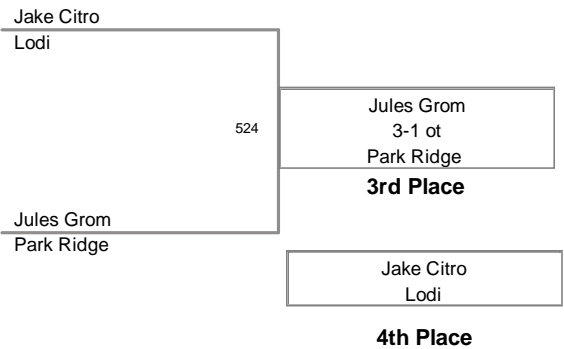 Jake Citro
Lodi
524
Jules Grom
3-1 ot
Park Ridge
3rd Place
Jules Grom
Park Ridge
Jake Citro
Lodi
4th Place